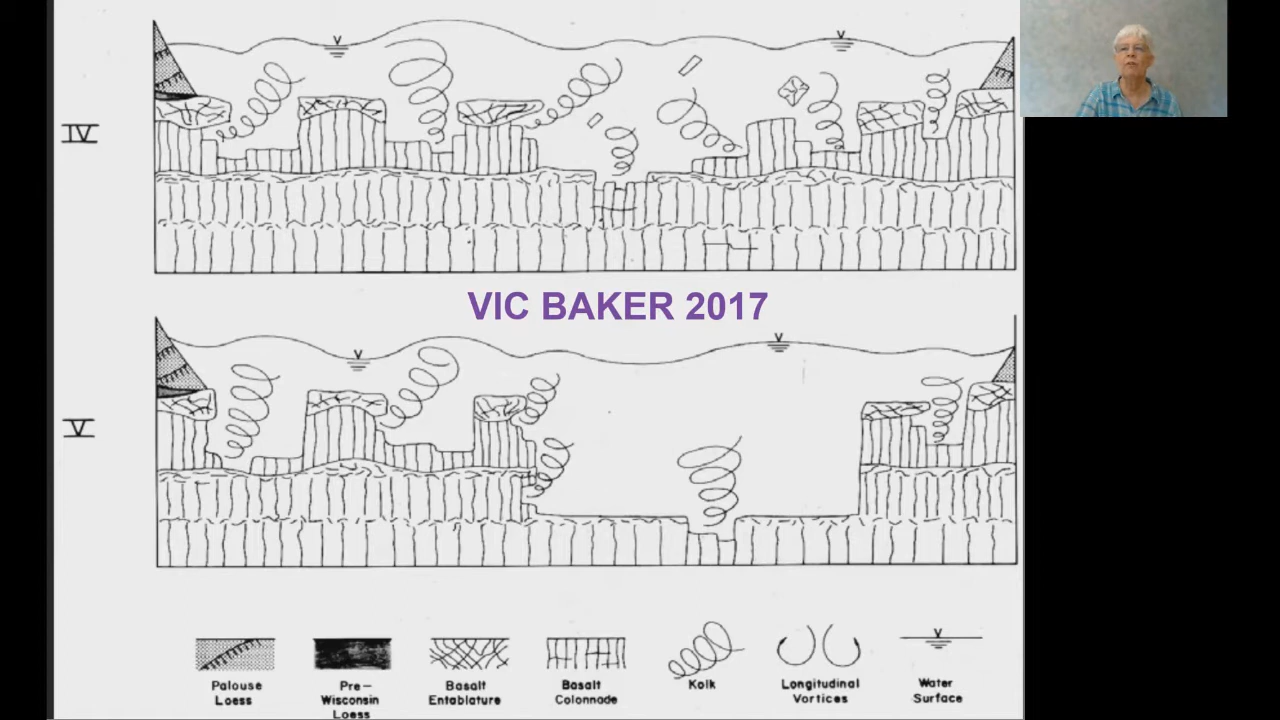 IV
VIC BAKER 2017
V
Palouse
Loess
Pre-
Wisconsin
Loess
Basalt
Entablature
Basalt
Colonnade
Kolk
Longitudinal
Vortices
Water
Surface